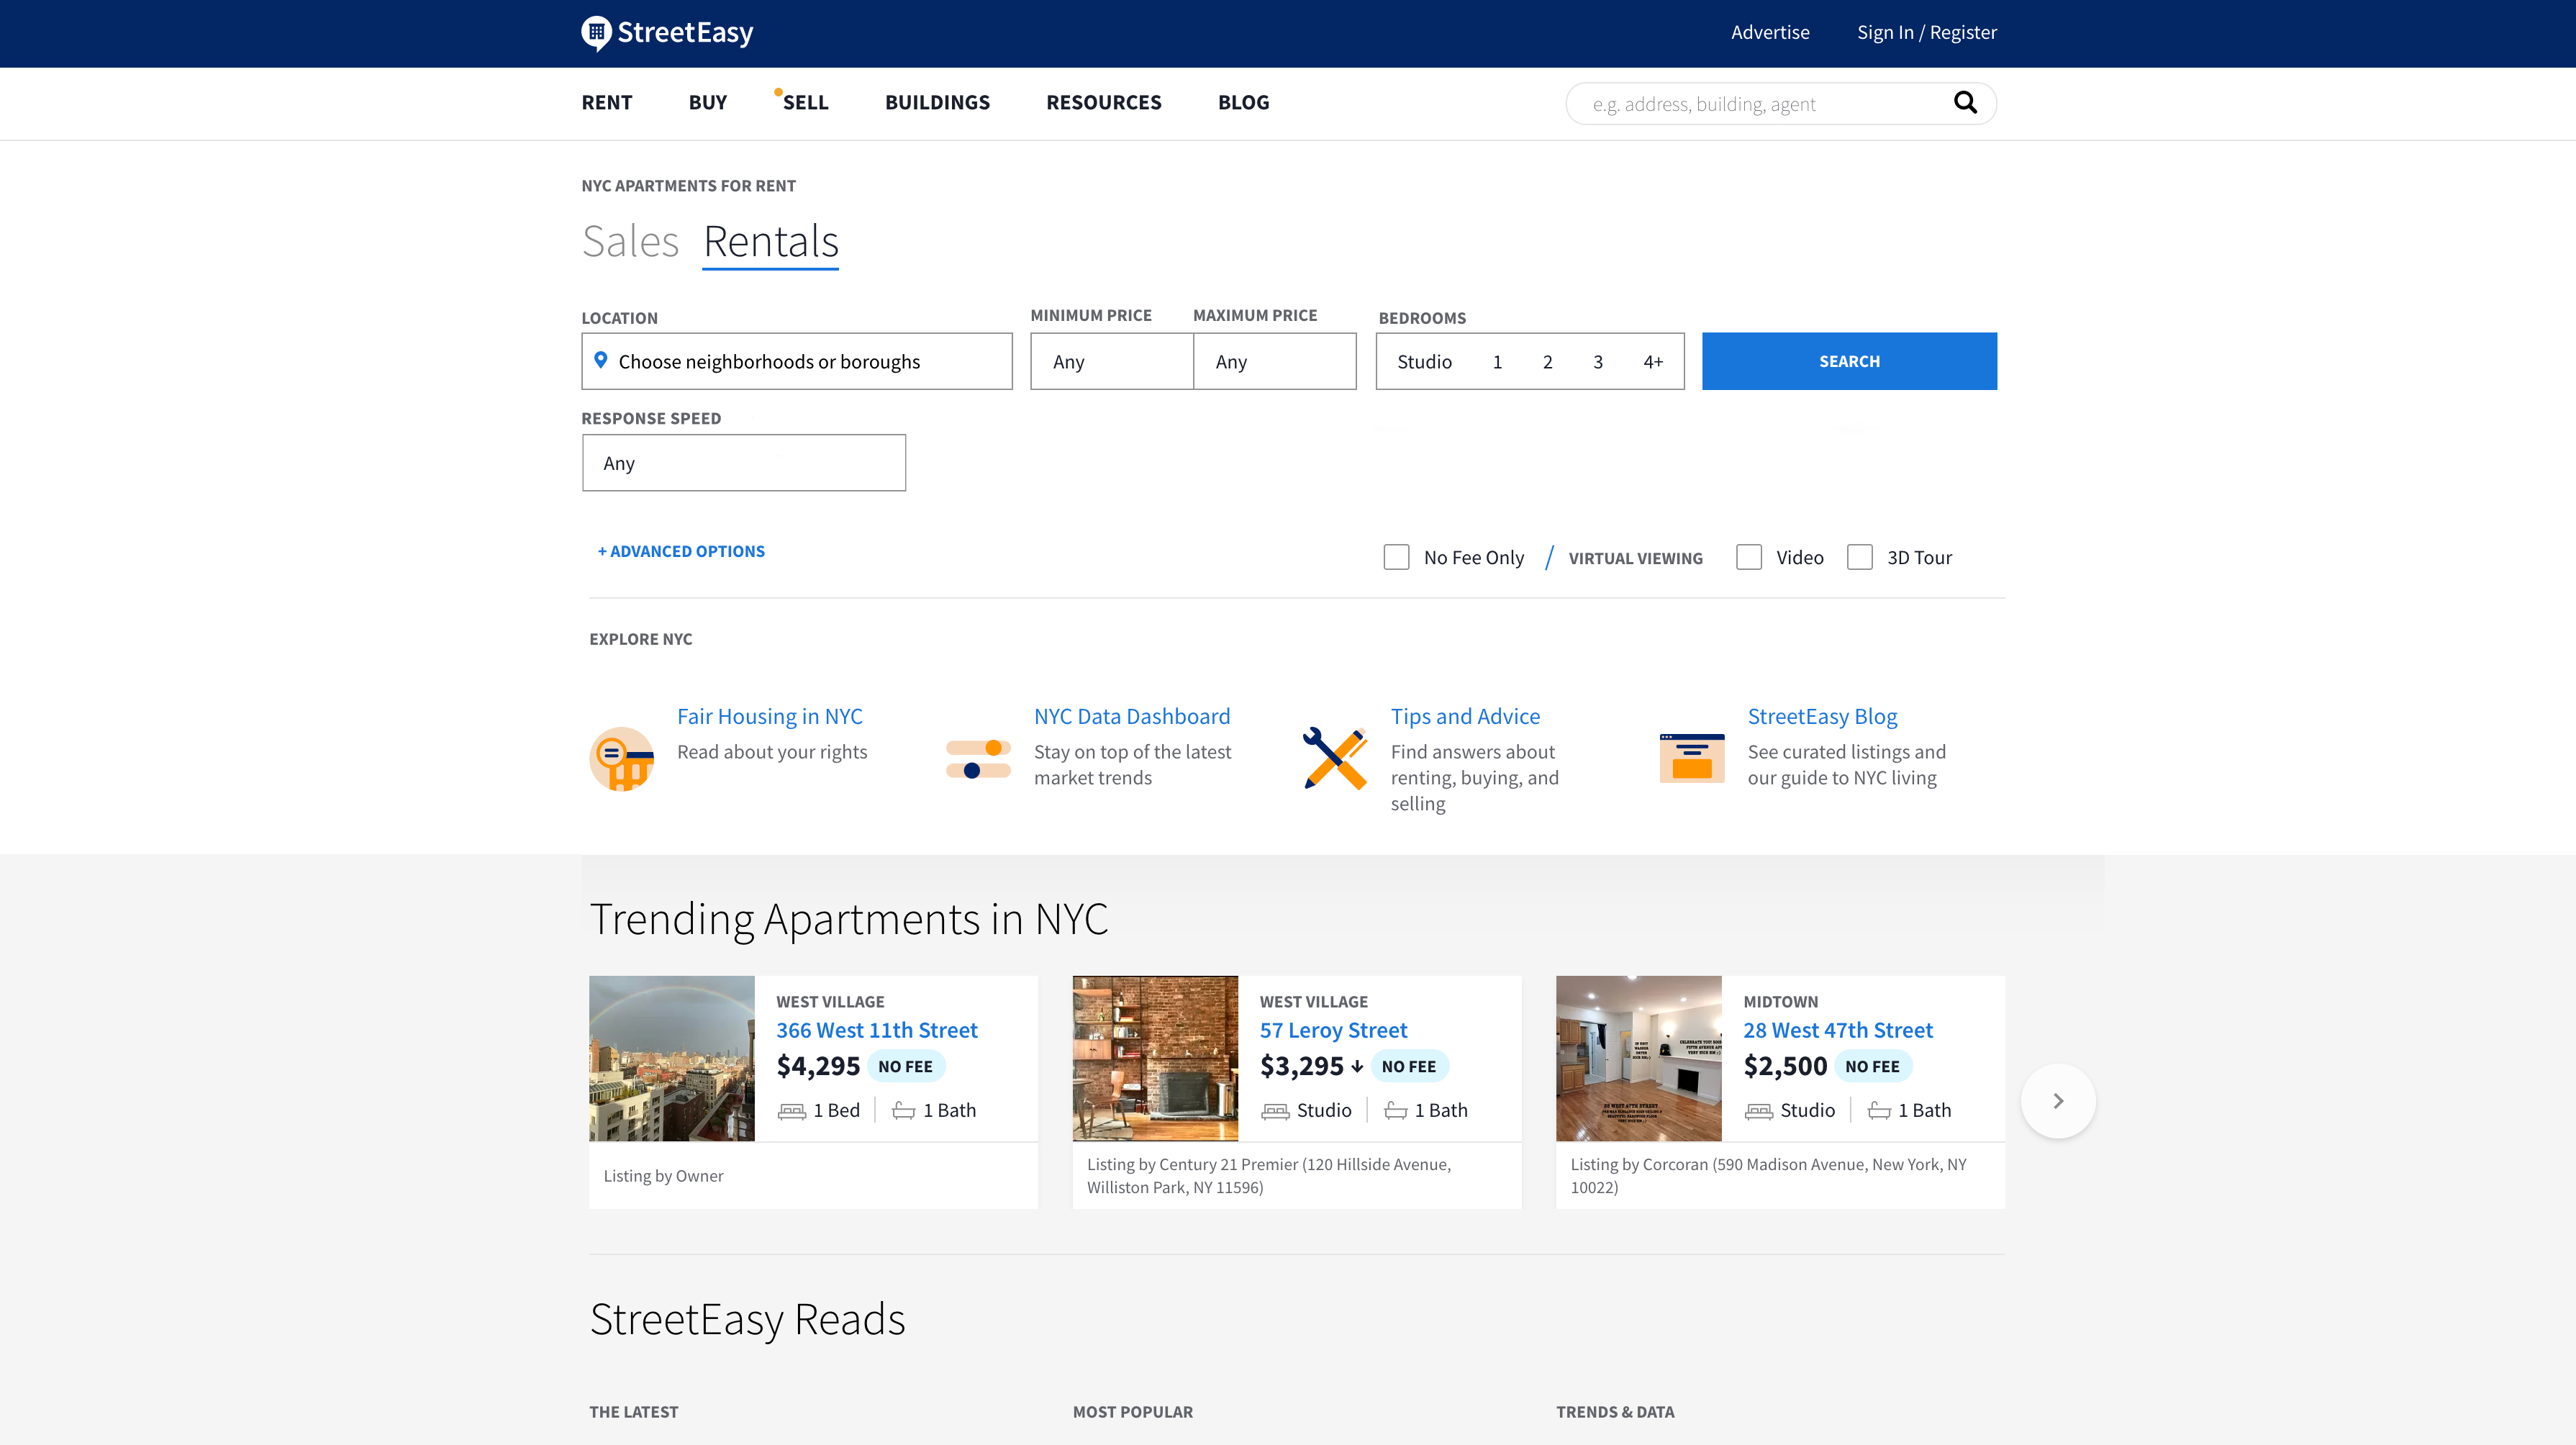 StreetEasy
Advertise
Sign In / Register
RENT
BUY
SELL
BUILDINGS
RESOURCES
BLOG
e.g. address, building, agent
NYC APARTMENTS FOR RENT
Sales
Rentals
LOCATION
MINIMUM PRICE
MAXIMUM PRICE
BEDROOMS
Choose neighborhoods or boroughs
Any
Any
Studio 1 2 3 4+
SEARCH
RESPONSE SPEED
Any
+ ADVANCED OPTIONS
No Fee Only / VIRTUAL VIEWING
Video
3D Tour
EXPLORE NYC
Fair Housing in NYC
Read about your rights
NYC Data Dashboard
Stay on top of the latest
market trends
Tips and Advice
Find answers about
renting, buying, and
selling
StreetEasy Blog
See curated listings and
our guide to NYC living
Trending Apartments in NYC
WEST VILLAGE
366 West 11th Street
$4,295 NO FEE
1 Bed | 1 Bath
Listing by Owner
WEST VILLAGE
57 Leroy Street
$3,295 ↓ NO FEE
Studio | 1 Bath
Listing by Century 21 Premier (120 Hillside Avenue,
Williston Park, NY 11596)
MIDTOWN
28 West 47th Street
$2,500 NO FEE
Studio | 1 Bath
Listing by Corcoran (590 Madison Avenue, New York, NY
10022)
StreetEasy Reads
THE LATEST
MOST POPULAR
TRENDS & DATA